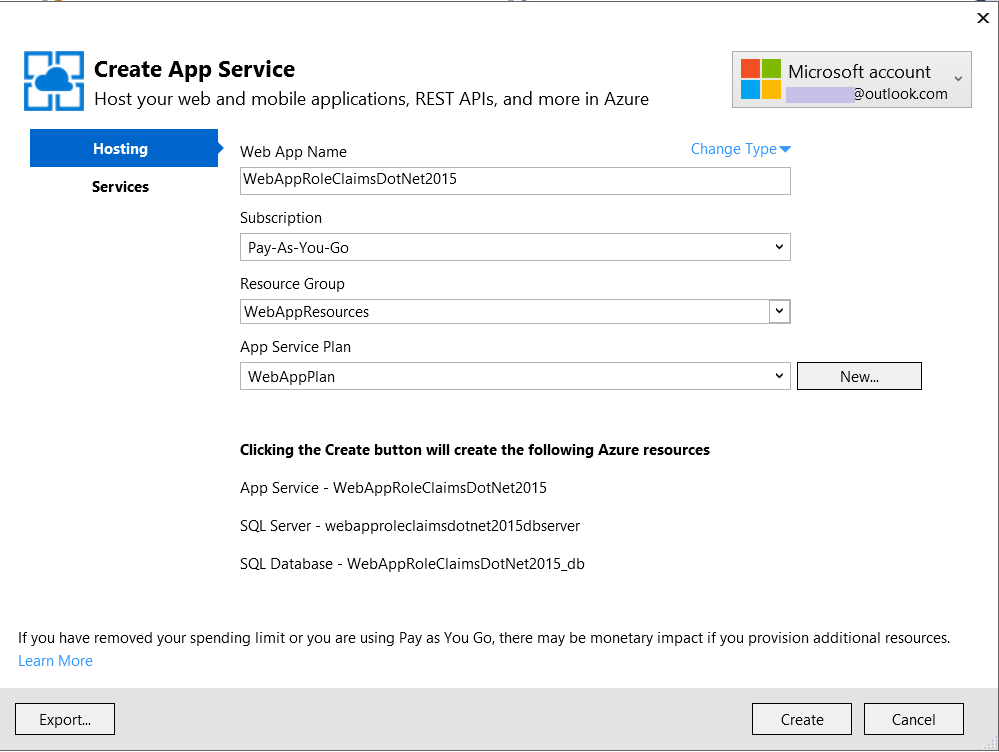 Create App Service
Host your web and mobile applications, REST APIs, and more in Azure
Microsoft account
@outlook.com
Hosting
Services
Web App Name
Change Type
WebAppRoleClaimsDotNet2015
Subscription
Pay-As-You-Go
Resource Group
WebAppResources
App Service Plan
WebAppPlan
New...
Clicking the Create button will create the following Azure resources
App Service - WebAppRoleClaimsDotNet2015
SQL Server - webapproleclaimsdotnet2015dbserver
SQL Database - WebAppRoleClaimsDotNet2015_db
If you have removed your spending limit or you are using Pay as You Go, there may be monetary impact if you provision additional resources.
Learn More
Export...
Create
Cancel